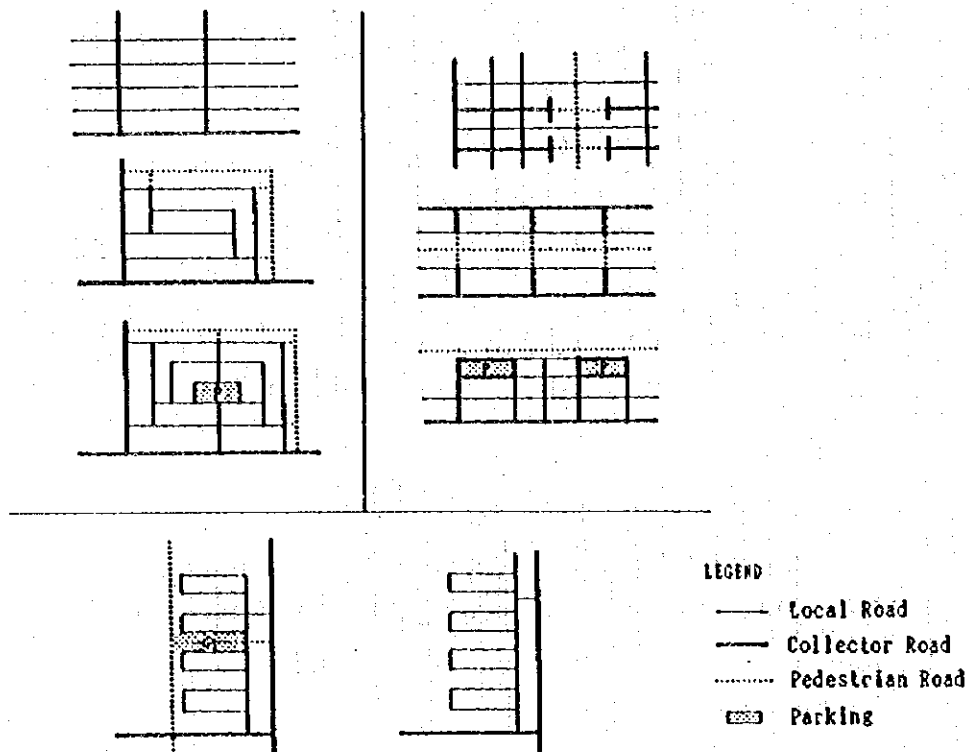 P
P P
LEGEND
Local Road
Collector Road
Pedestrian Road
Parking